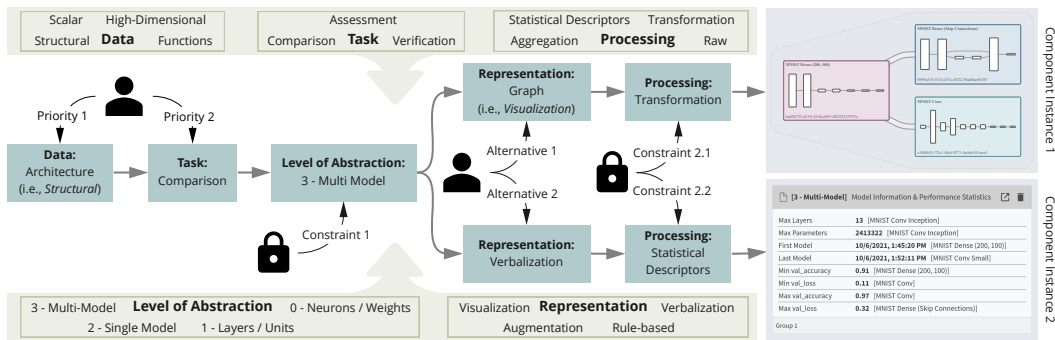 Scalar High-Dimensional
Structural Data Functions
Assessment
Comparison Task Verification
Statistical Descriptors Transformation
Aggregation Processing Raw
Priority 1
Priority 2
Data:
Architecture
(i.e., Structural)
Task:
Comparison
Level of Abstraction:
3 - Multi Model
Constraint 1
Representation:
Graph
(i.e., Visualization)
Alternative 1
Alternative 2
Representation:
Verbalization
Processing:
Transformation
Constraint 2.1
Constraint 2.2
Processing:
Statistical
Descriptors
3 - Multi-Model Level of Abstraction 0 - Neurons / Weights
2 - Single Model 1 - Layers / Units
Visualization Representation Verbalization
Augmentation Rule-based
MNIST Dense (200, 100)
MNIST Dense (Skip Connections)
MNIST Conv
Component Instance 1
[3 - Multi-Model] Model Information & Performance Statistics
Max Layers 13 [MNIST Conv Inception]
Max Parameters 2413322 [MNIST Conv Inception]
First Model 10/6/2021, 1:45:20 PM [MNIST Dense (200, 100)]
Last Model 10/6/2021, 1:52:11 PM [MNIST Conv Small]
Min val_accuracy 0.91 [MNIST Dense (200, 100)]
Min val_loss 0.11 [MNIST Conv]
Max val_accuracy 0.97 [MNIST Conv]
Max val_loss 0.32 [MNIST Dense (Skip Connections)]
Group 1
Component Instance 2